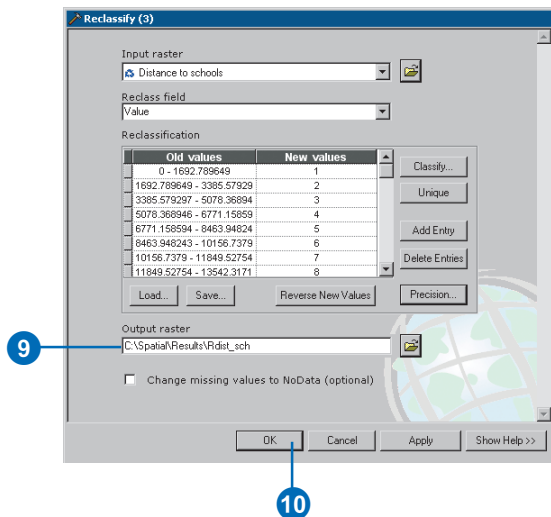 Reclassify (3)
Input raster
Distance to schools
Reclass field
Value
Reclassification
Old values New values
0 - 1692.789649 1
1692.789649 - 3385.57929 2
3385.579297 - 5078.36894 3
5078.368946 - 6771.15859 4
6771.158594 - 8463.94824 5
8463.948243 - 10156.7379 6
10156.7379 - 11849.52754 7
11849.52754 - 13542.3171 8
Classify...
Unique
Add Entry
Delete Entries
Load... Save... Reverse New Values Precision...
Output raster
9 C:\Spatial\Results\Rdist_sch
Change missing values to NoData (optional)
OK Cancel Apply Show Help >>
10